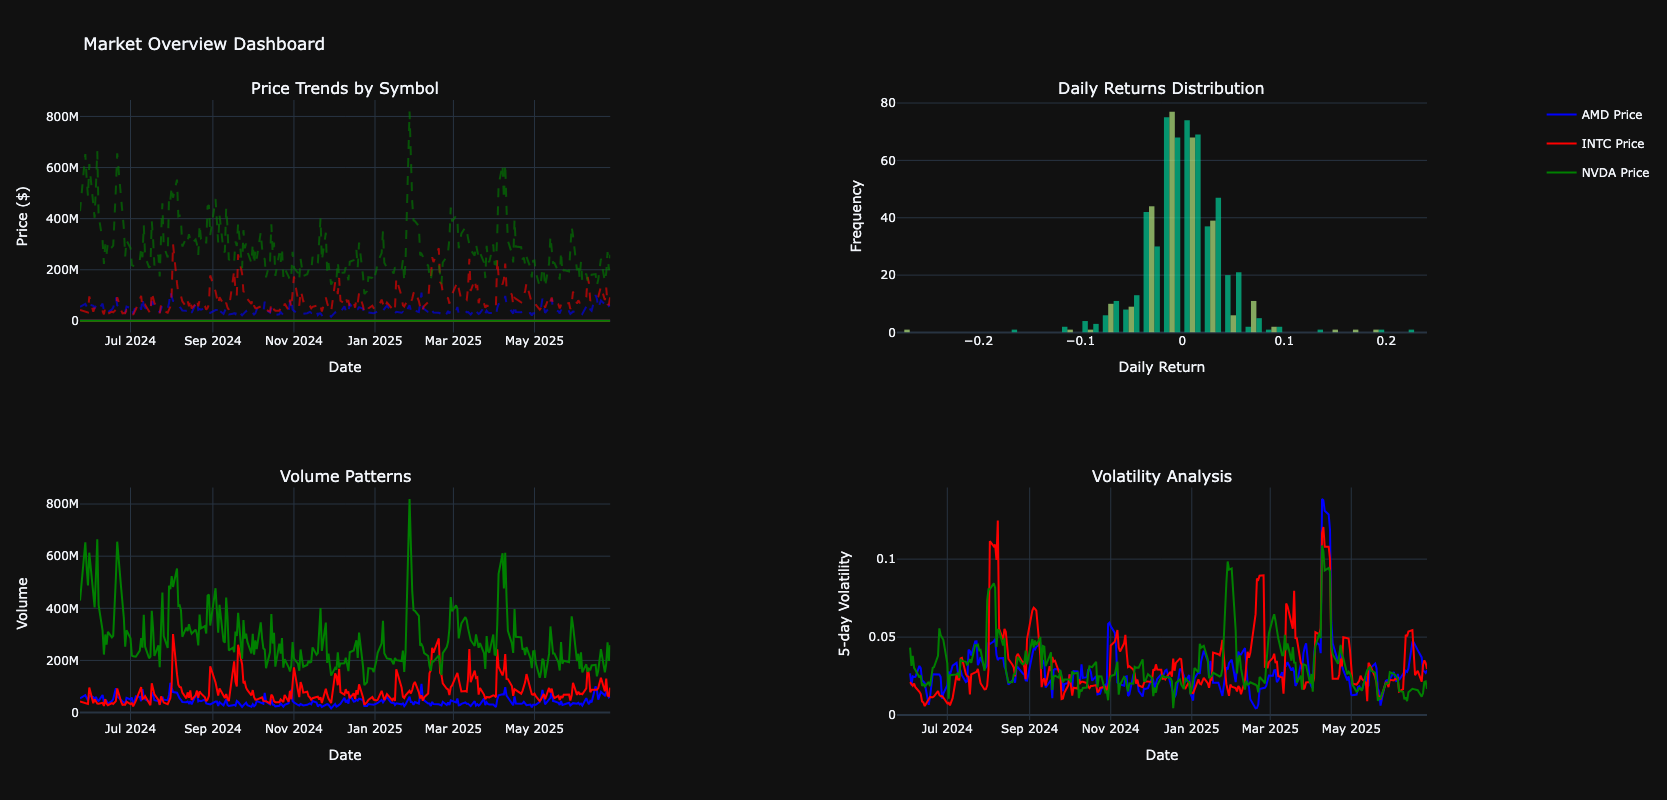 Market Overview Dashboard
Price Trends by Symbol
800M
600M
400M
200M
0
Price ($)
Jul 2024 Sep 2024 Nov 2024 Jan 2025 Mar 2025 May 2025
Date
Daily Returns Distribution
80
60
40
20
0
Frequency
−0.2 −0.1 0 0.1 0.2
Daily Return
AMD Price
INTC Price
NVDA Price
Volume Patterns
800M
600M
400M
200M
0
Volume
Jul 2024 Sep 2024 Nov 2024 Jan 2025 Mar 2025 May 2025
Date
Volatility Analysis
0.1
0.05
0
5-day Volatility
Jul 2024 Sep 2024 Nov 2024 Jan 2025 Mar 2025 May 2025
Date